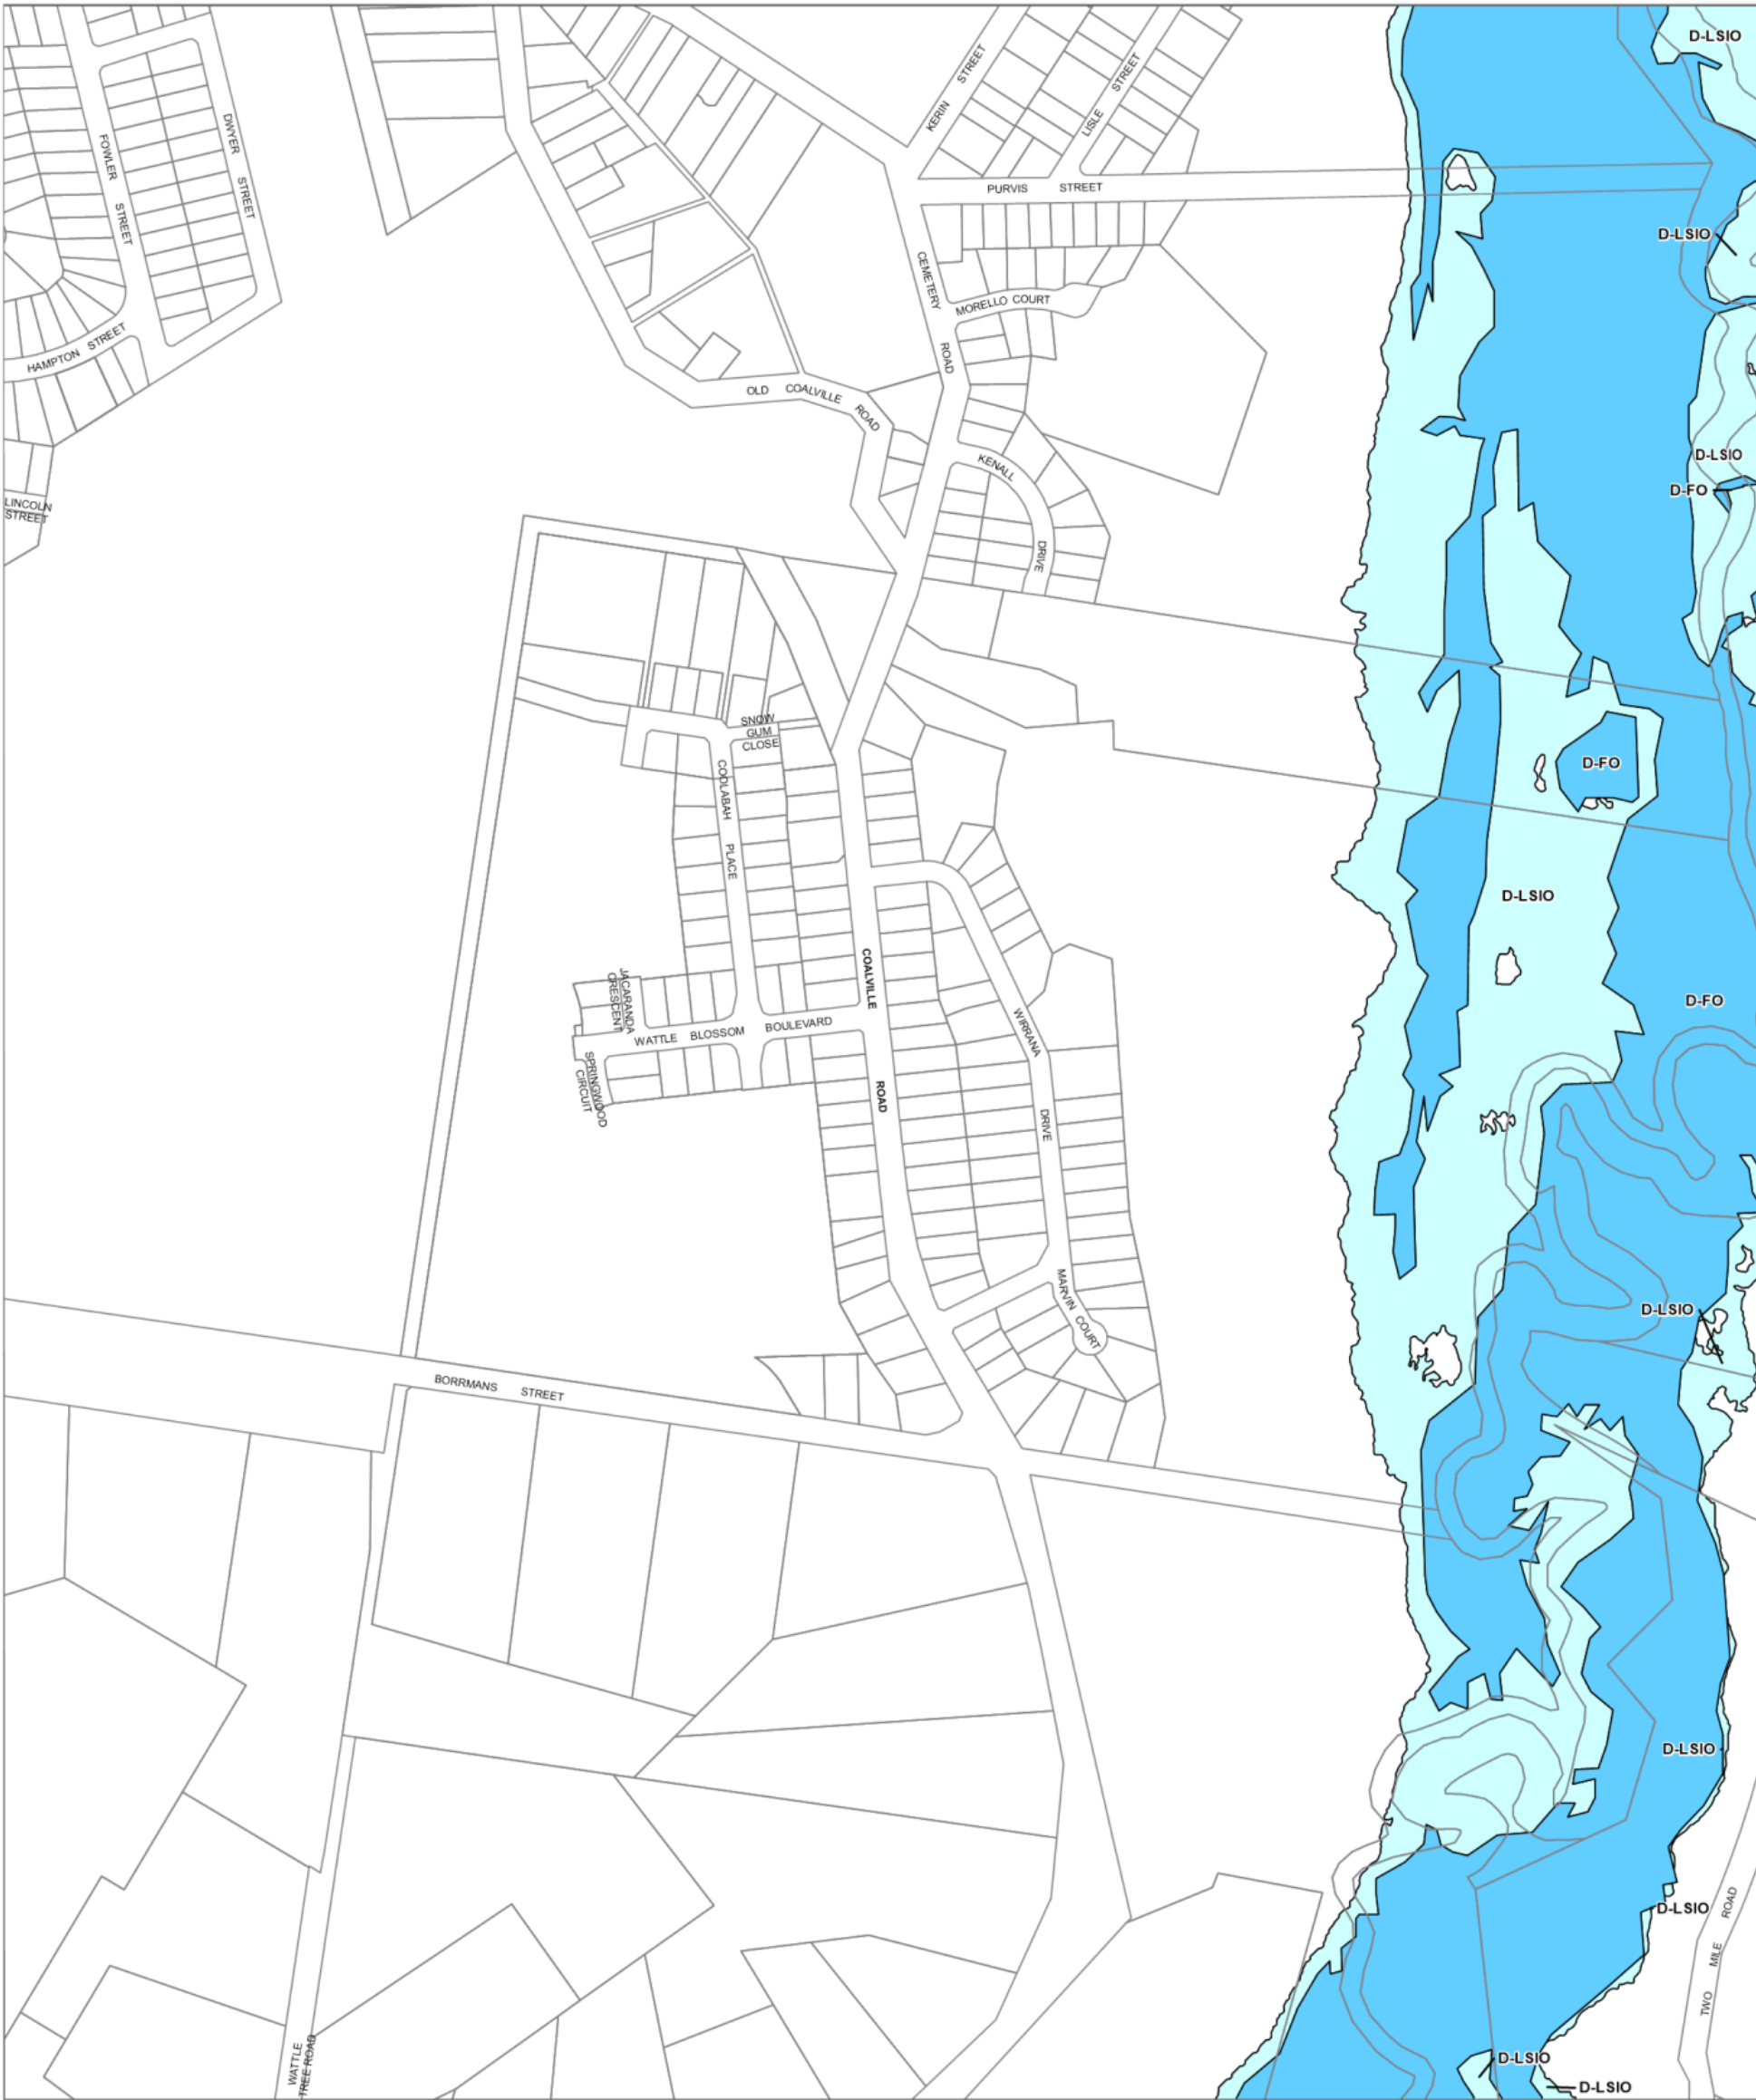 D-LSIO
KERIN STREET
LISLE STREET
DWYER STREET
FOWLER STREET
PURVIS STREET
D-LSIO
CEMETERY ROAD
MORELLO COURT
HAMPTON STREET
OLD COALVILLE ROAD
KENALL DRIVE
D-LSIO
D-FO
LINCOLN
STREET
SNOW
GUM
CLOSE
COOLABAH PLACE
D-FO
D-LSIO
COALVILLE ROAD
JACARANDA
CRESCENT
WATTLE BLOSSOM BOULEVARD
WIRRANA DRIVE
D-FO
SPRINGWOOD
CIRCUIT
MARVIN COURT
D-LSIO
BORRMANS STREET
D-LSIO
D-LSIO
TWO MILE ROAD
WATTLE
TREE ROAD
D-LSIO
D-LSIO